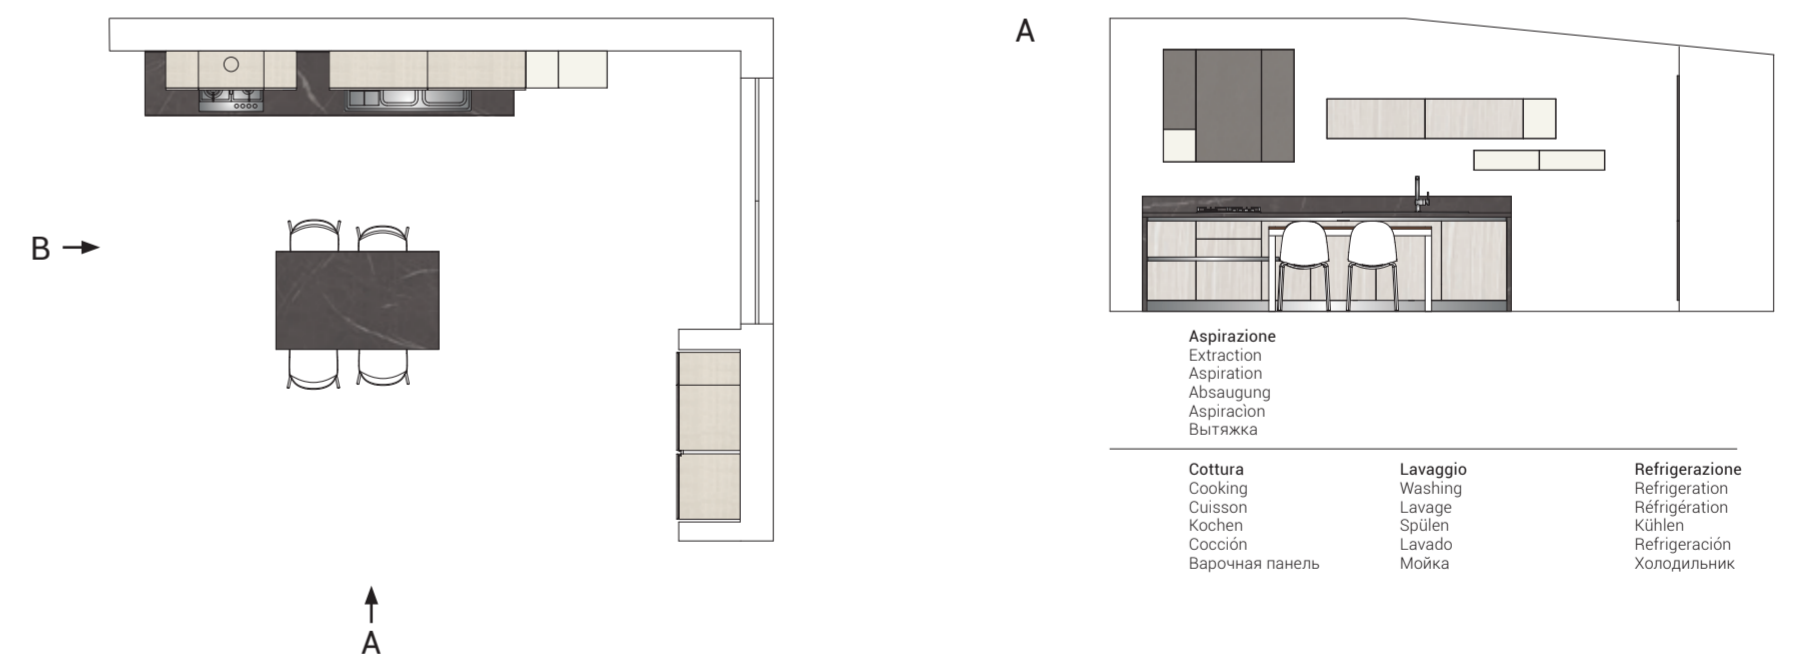 B
A
A
Aspirazione
Extraction
Aspiration
Absaugung
Aspiraciòn
Вытяжка
Cottura
Cooking
Cuisson
Kochen
Cocción
Варочная панель
Lavaggio
Washing
Lavage
Spülen
Lavado
Мойка
Refrigerazione
Refrigeration
Réfrigération
Kühlen
Refrigeración
Холодильник